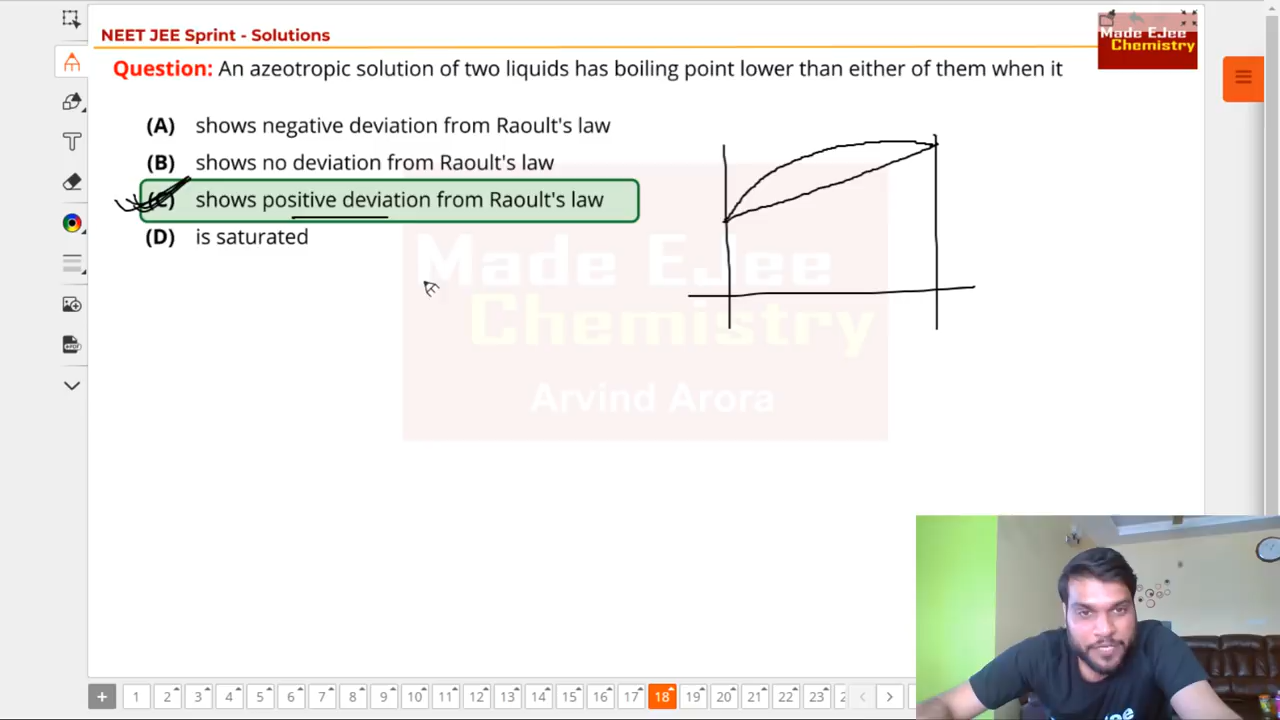 NEET JEE Sprint - Solutions
Made EJee
Chemistry
Question: An azeotropic solution of two liquids has boiling point lower than either of them when it
(A) shows negative deviation from Raoult's law
(B) shows no deviation from Raoult's law
(C) shows positive deviation from Raoult's law
(D) is saturated
Made EJee
Chemistry
Arvind Arora
+ 1 2 3 4 5 6 7 8 9 10 11 12 13 14 15 16 17 18 19 20 21 22 23 2